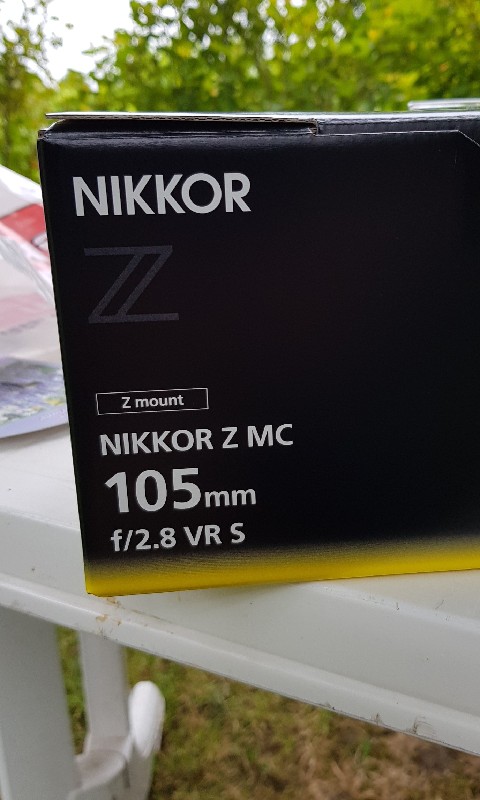 NIKKOR
Z
Z mount
NIKKOR Z MC
105mm
f/2.8 VR S